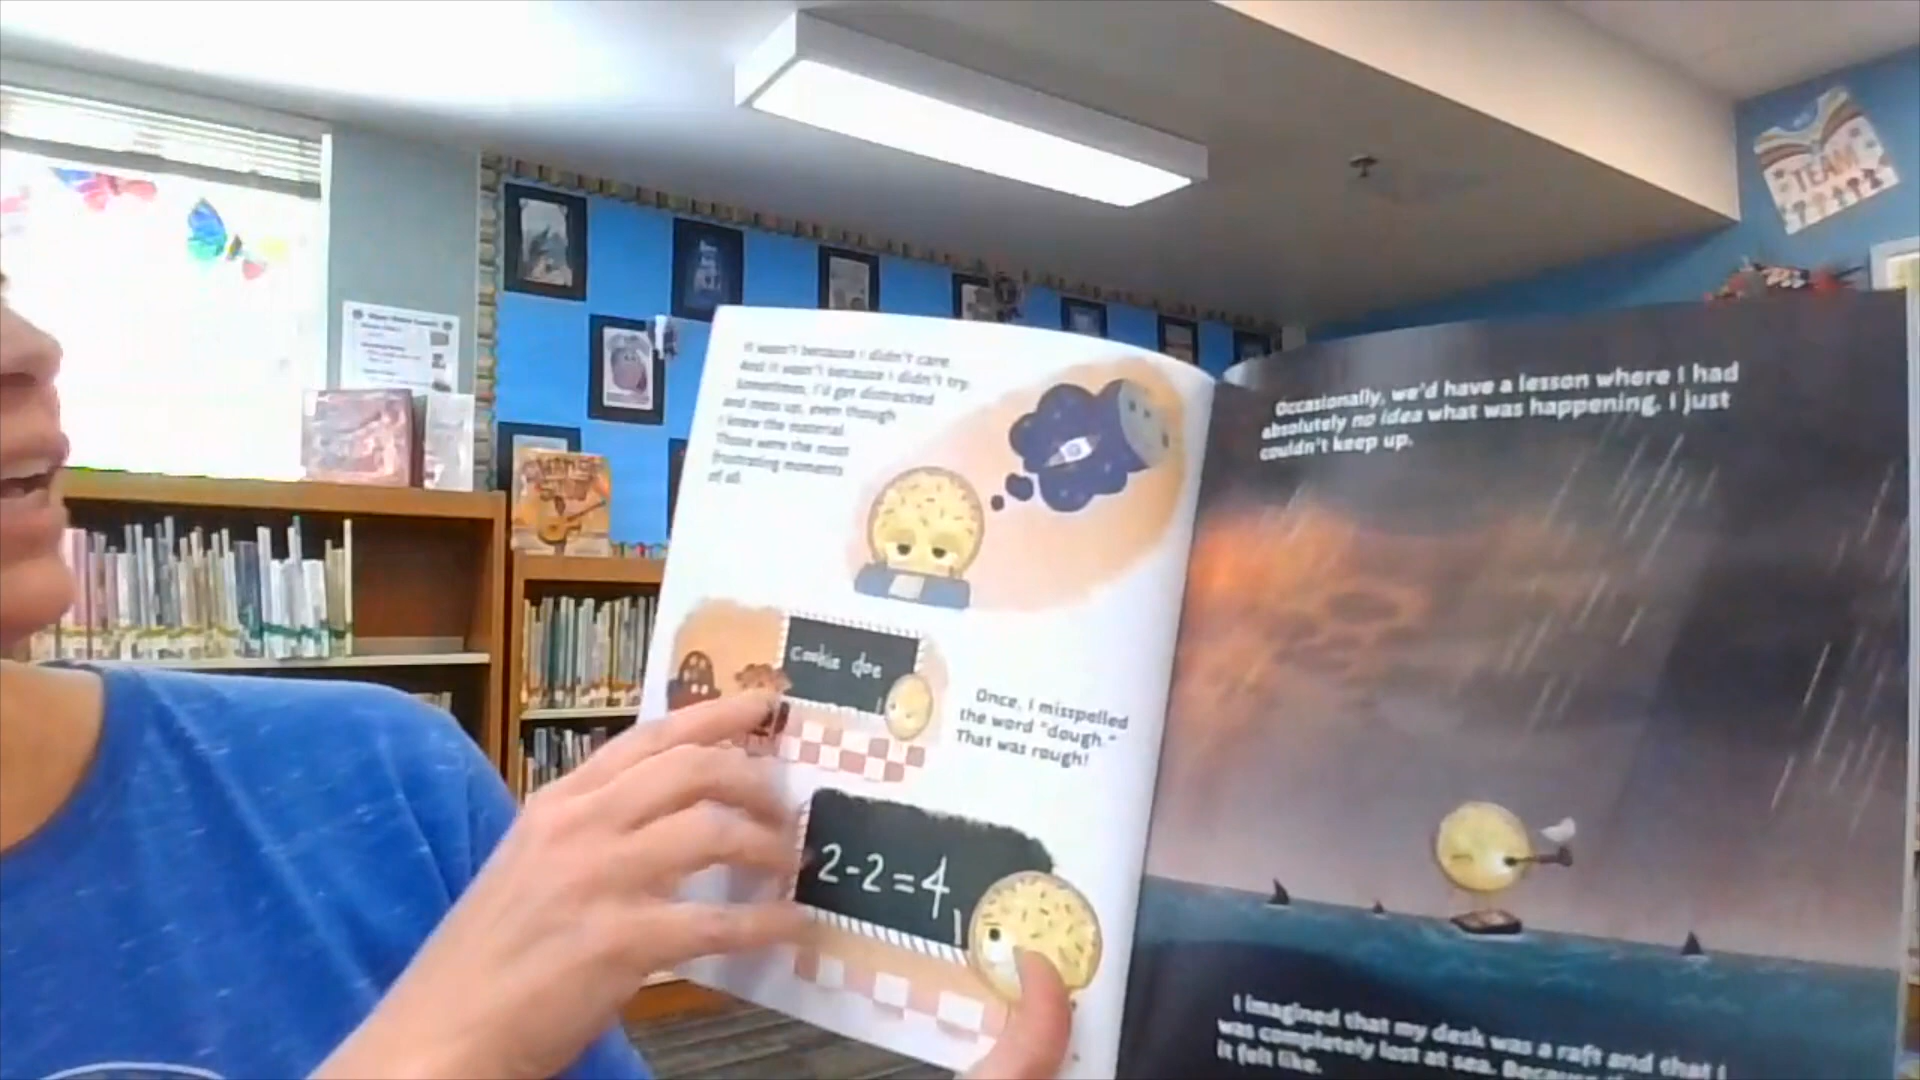 It wasn't because I didn't care
And it wasn't because I didn't try.
Sometimes, I'd get distracted
and mess up, even though
I knew the material.
Those were the most
frustrating moments
of all.
Cookie doe
Once, I misspelled
the word "dough."
That was rough!
2-2=4
Occasionally, we'd have a lesson where I had
absolutely no idea what was happening. I just
couldn't keep up.
I imagined that my desk was a raft and that I
was completely lost at sea. Because
it felt like.
TEAM